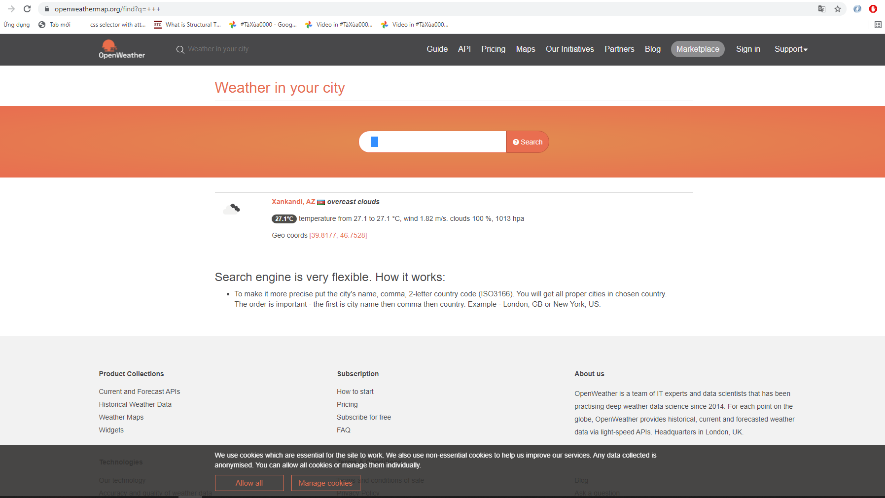 openweathermap.org/find?q=+++
Ứng dụng
Tab mới
css selector with att...
What is Structural T...
#TàXùa0000 - Goog...
Video in #TàXùa000...
Video in #TàXùa000...
OpenWeather
Weather in your city
Guide API Pricing Maps Our Initiatives Partners Blog Marketplace Sign in Support
Weather in your city
Search
Xankandi, AZ overcast clouds
27.1°C temperature from 27.1 to 27.1 °C, wind 1.82 m/s, clouds 100 %, 1013 hpa
Geo coords [39.8177, 46.7528]
Search engine is very flexible. How it works:
• To make it more precise put the city's name, comma, 2-letter country code (ISO3166). You will get all proper cities in chosen country.
The order is important - the first is city name then comma then country. Example - London, GB or New York, US.
Product Collections
Current and Forecast APIs
Historical Weather Data
Weather Maps
Widgets
Subscription
How to start
Pricing
Subscribe for free
FAQ
About us
OpenWeather is a team of IT experts and data scientists that has been
practising deep weather data science since 2014. For each point on the
globe, OpenWeather provides historical, current and forecasted weather
data via light-speed APIs. Headquarters in London, UK.
Technologies
We use cookies which are essential for the site to work. We also use non-essential cookies to help us improve our services. Any data collected is
anonymised. You can allow all cookies or manage them individually.
Allow all
Manage cookies